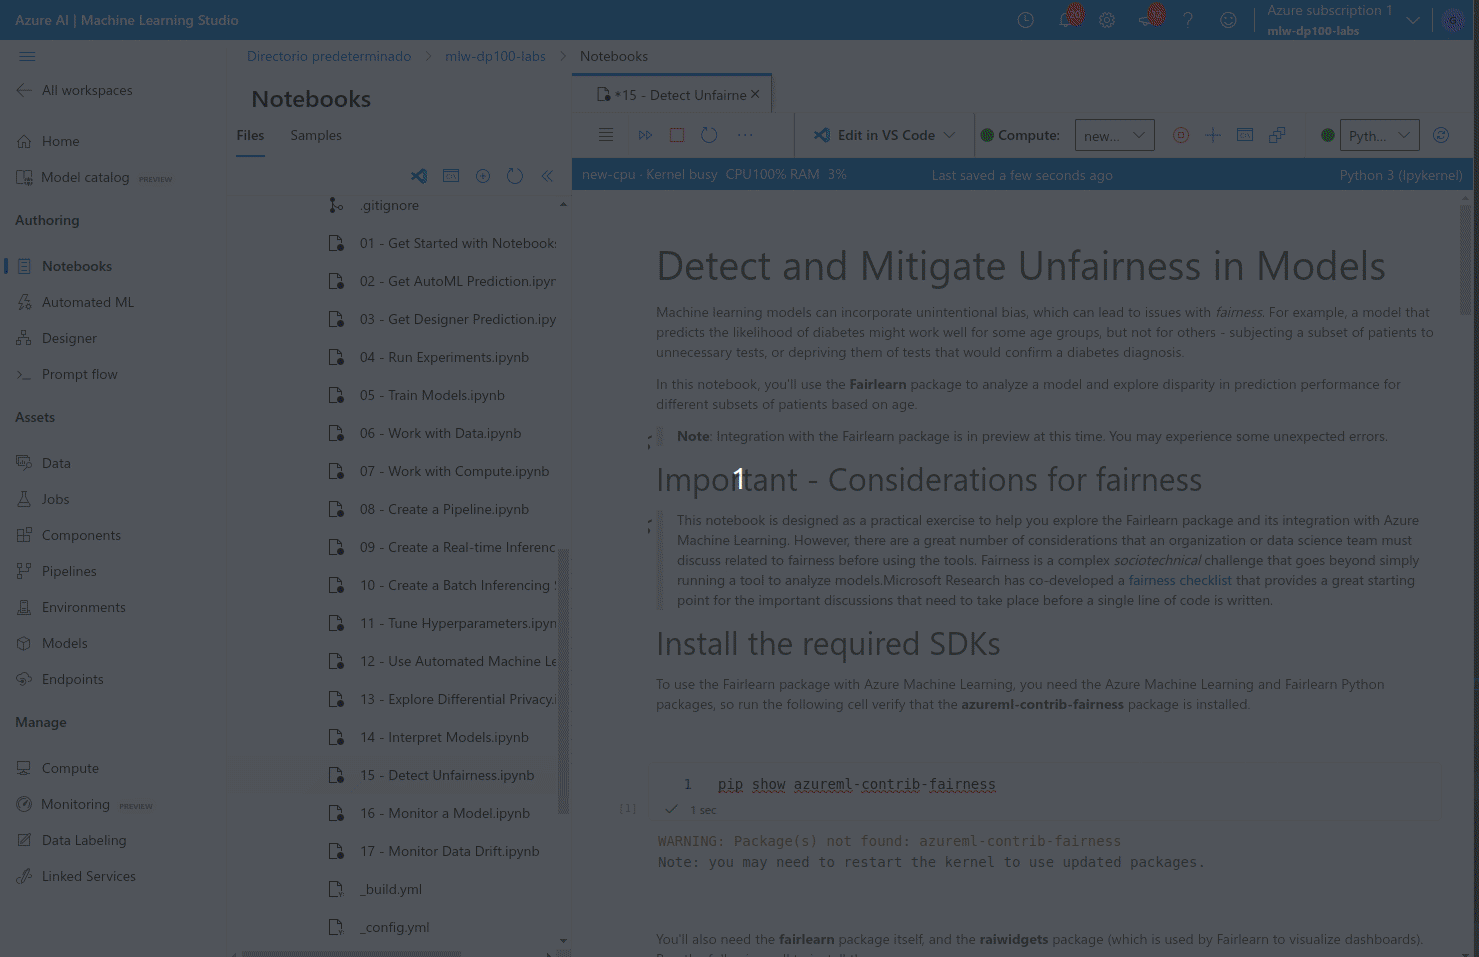 Azure AI | Machine Learning Studio
Azure subscription 1
mlw-dp100-labs
G
Directorio predeterminado
mlw-dp100-labs
Notebooks
All workspaces
Home
Model catalog PREVIEW
Authoring
Notebooks
Automated ML
Designer
Prompt flow
Assets
Data
Jobs
Components
Pipelines
Environments
Models
Endpoints
Manage
Compute
Monitoring PREVIEW
Data Labeling
Linked Services
Notebooks
Files Samples
.gitignore
01 - Get Started with Notebooks
02 - Get AutoML Prediction.ipyn
03 - Get Designer Prediction.ipy
04 - Run Experiments.ipynb
05 - Train Models.ipynb
06 - Work with Data.ipynb
07 - Work with Compute.ipynb
08 - Create a Pipeline.ipynb
09 - Create a Real-time Inferenc
10 - Create a Batch Inferencing
11 - Tune Hyperparameters.ipyn
12 - Use Automated Machine Le
13 - Explore Differential Privacy.i
14 - Interpret Models.ipynb
15 - Detect Unfairness.ipynb
16 - Monitor a Model.ipynb
17 - Monitor Data Drift.ipynb
_build.yml
_config.yml
*15 - Detect Unfairne
Edit in VS Code
Compute:
new...
Pyth...
new-cpu · Kernel busy CPU100% RAM 3%
Last saved a few seconds ago
Python 3 (Ipykernel)
Detect and Mitigate Unfairness in Models
Machine learning models can incorporate unintentional bias, which can lead to issues with fairness. For example, a model that
predicts the likelihood of diabetes might work well for some age groups, but not for others - subjecting a subset of patients to
unnecessary tests, or depriving them of tests that would confirm a diabetes diagnosis.
In this notebook, you'll use the Fairlearn package to analyze a model and explore disparity in prediction performance for
different subsets of patients based on age.
Note: Integration with the Fairlearn package is in preview at this time. You may experience some unexpected errors.
Important - Considerations for fairness
1
This notebook is designed as a practical exercise to help you explore the Fairlearn package and its integration with Azure
Machine Learning. However, there are a great number of considerations that an organization or data science team must
discuss related to fairness before using the tools. Fairness is a complex sociotechnical challenge that goes beyond simply
running a tool to analyze models.Microsoft Research has co-developed a fairness checklist that provides a great starting
point for the important discussions that need to take place before a single line of code is written.
Install the required SDKs
To use the Fairlearn package with Azure Machine Learning, you need the Azure Machine Learning and Fairlearn Python
packages, so run the following cell verify that the azureml-contrib-fairness package is installed.
1 pip show azureml-contrib-fairness
[1]
1 sec
WARNING: Package(s) not found: azureml-contrib-fairness
Note: you may need to restart the kernel to use updated packages.
You'll also need the fairlearn package itself, and the raiwidgets package (which is used by Fairlearn to visualize dashboards).